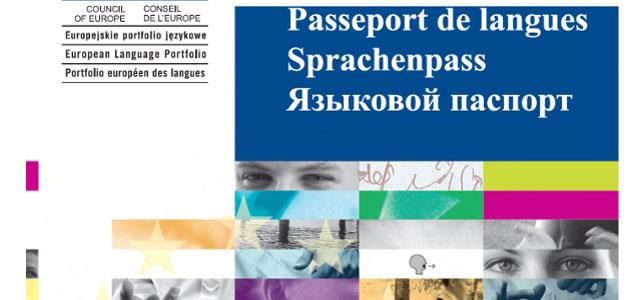 COUNCIL CONSEIL
OF EUROPE DE L'EUROPE
Europejskie portfolio językowe
European Language Portfolio
Portfolio européen des langues
Passeport de langues
Sprachenpass
Языковой паспорт